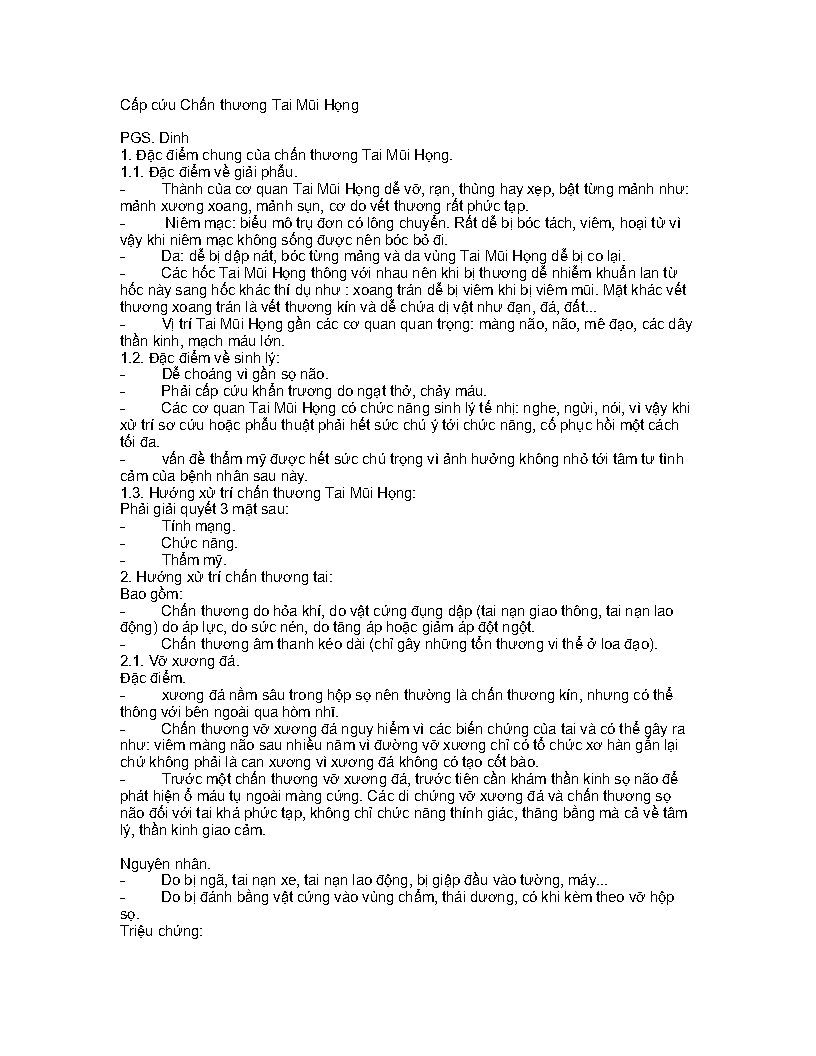 Cấp cứu Chấn thương Tai Mũi Họng
PGS. Dinh
1. Đặc điểm chung của chấn thương Tai Mũi Họng.
1.1. Đặc điểm về giải phẫu.
- Thành của cơ quan Tai Mũi Họng dễ vỡ, rạn, thủng hay xẹp, bật từng mảnh như:
mảnh xương xoang, mảnh sụn, cơ do vết thương rất phức tạp.
- Niêm mạc: biểu mô trụ đơn có lông chuyển. Rất dễ bị bóc tách, viêm, hoại tử vì
vậy khi niêm mạc không sống được nên bóc bỏ đi.
- Da: dễ bị dập nát, bóc từng mảng và da vùng Tai Mũi Họng dễ bị co lại.
- Các hốc Tai Mũi Họng thông với nhau nên khi bị thương dễ nhiễm khuẩn lan từ
hốc này sang hốc khác thí dụ như : xoang trán dễ bị viêm khi bị viêm mũi. Mặt khác vết
thương xoang trán là vết thương kín và dễ chứa dị vật như đạn, đá, đất...
- Vị trí Tai Mũi Họng gần các cơ quan quan trọng: màng não, não, mê đạo, các dây
thần kinh, mạch máu lớn.
1.2. Đặc điểm về sinh lý:
- Dễ choáng vì gần sọ não.
- Phải cấp cứu khẩn trương do ngạt thở, chảy máu.
- Các cơ quan Tai Mũi Họng có chức năng sinh lý tế nhị: nghe, ngửi, nói, vì vậy khi
xử trí sơ cứu hoặc phẫu thuật phải hết sức chú ý tới chức năng, cố phục hồi một cách
tối đa.
- vấn đề thẩm mỹ được hết sức chú trọng vì ảnh hưởng không nhỏ tới tâm tư tình
cảm của bệnh nhân sau này.
1.3. Hướng xử trí chấn thương Tai Mũi Họng:
Phải giải quyết 3 mặt sau:
- Tính mạng.
- Chức năng.
- Thẩm mỹ.
2. Hướng xử trí chấn thương tai:
Bao gồm:
- Chấn thương do hỏa khí, do vật cứng đụng dập (tai nạn giao thông, tai nạn lao
động) do áp lực, do sức nén, do tăng áp hoặc giảm áp đột ngột.
- Chấn thương âm thanh kéo dài (chỉ gây những tổn thương vi thể ở loa đạo).
2.1. Vỡ xương đá.
Đặc điểm.
- xương đá nằm sâu trong hộp sọ nên thường là chấn thương kín, nhưng có thể
thông với bên ngoài qua hòm nhĩ.
- Chấn thương vỡ xương đá nguy hiểm vì các biến chứng của tai và có thể gây ra
như: viêm màng não sau nhiều năm vì đường vỡ xương chỉ có tổ chức xơ hàn gắn lại
chứ không phải là can xương vì xương đá không có tạo cốt bào.
- Trước một chấn thương vỡ xương đá, trước tiên cần khám thần kinh sọ não để
phát hiện ổ máu tụ ngoài màng cứng. Các di chứng vỡ xương đá và chấn thương sọ
não đối với tai khá phức tạp, không chỉ chức năng thính giác, thăng bằng mà cả về tâm
lý, thần kinh giao cảm.
Nguyên nhân.
- Do bị ngã, tai nạn xe, tai nạn lao động, bị giập đầu vào tường, máy...
- Do bị đánh bằng vật cứng vào vùng chẩm, thái dương, có khi kèm theo vỡ hộp
sọ.
Triệu chứng: